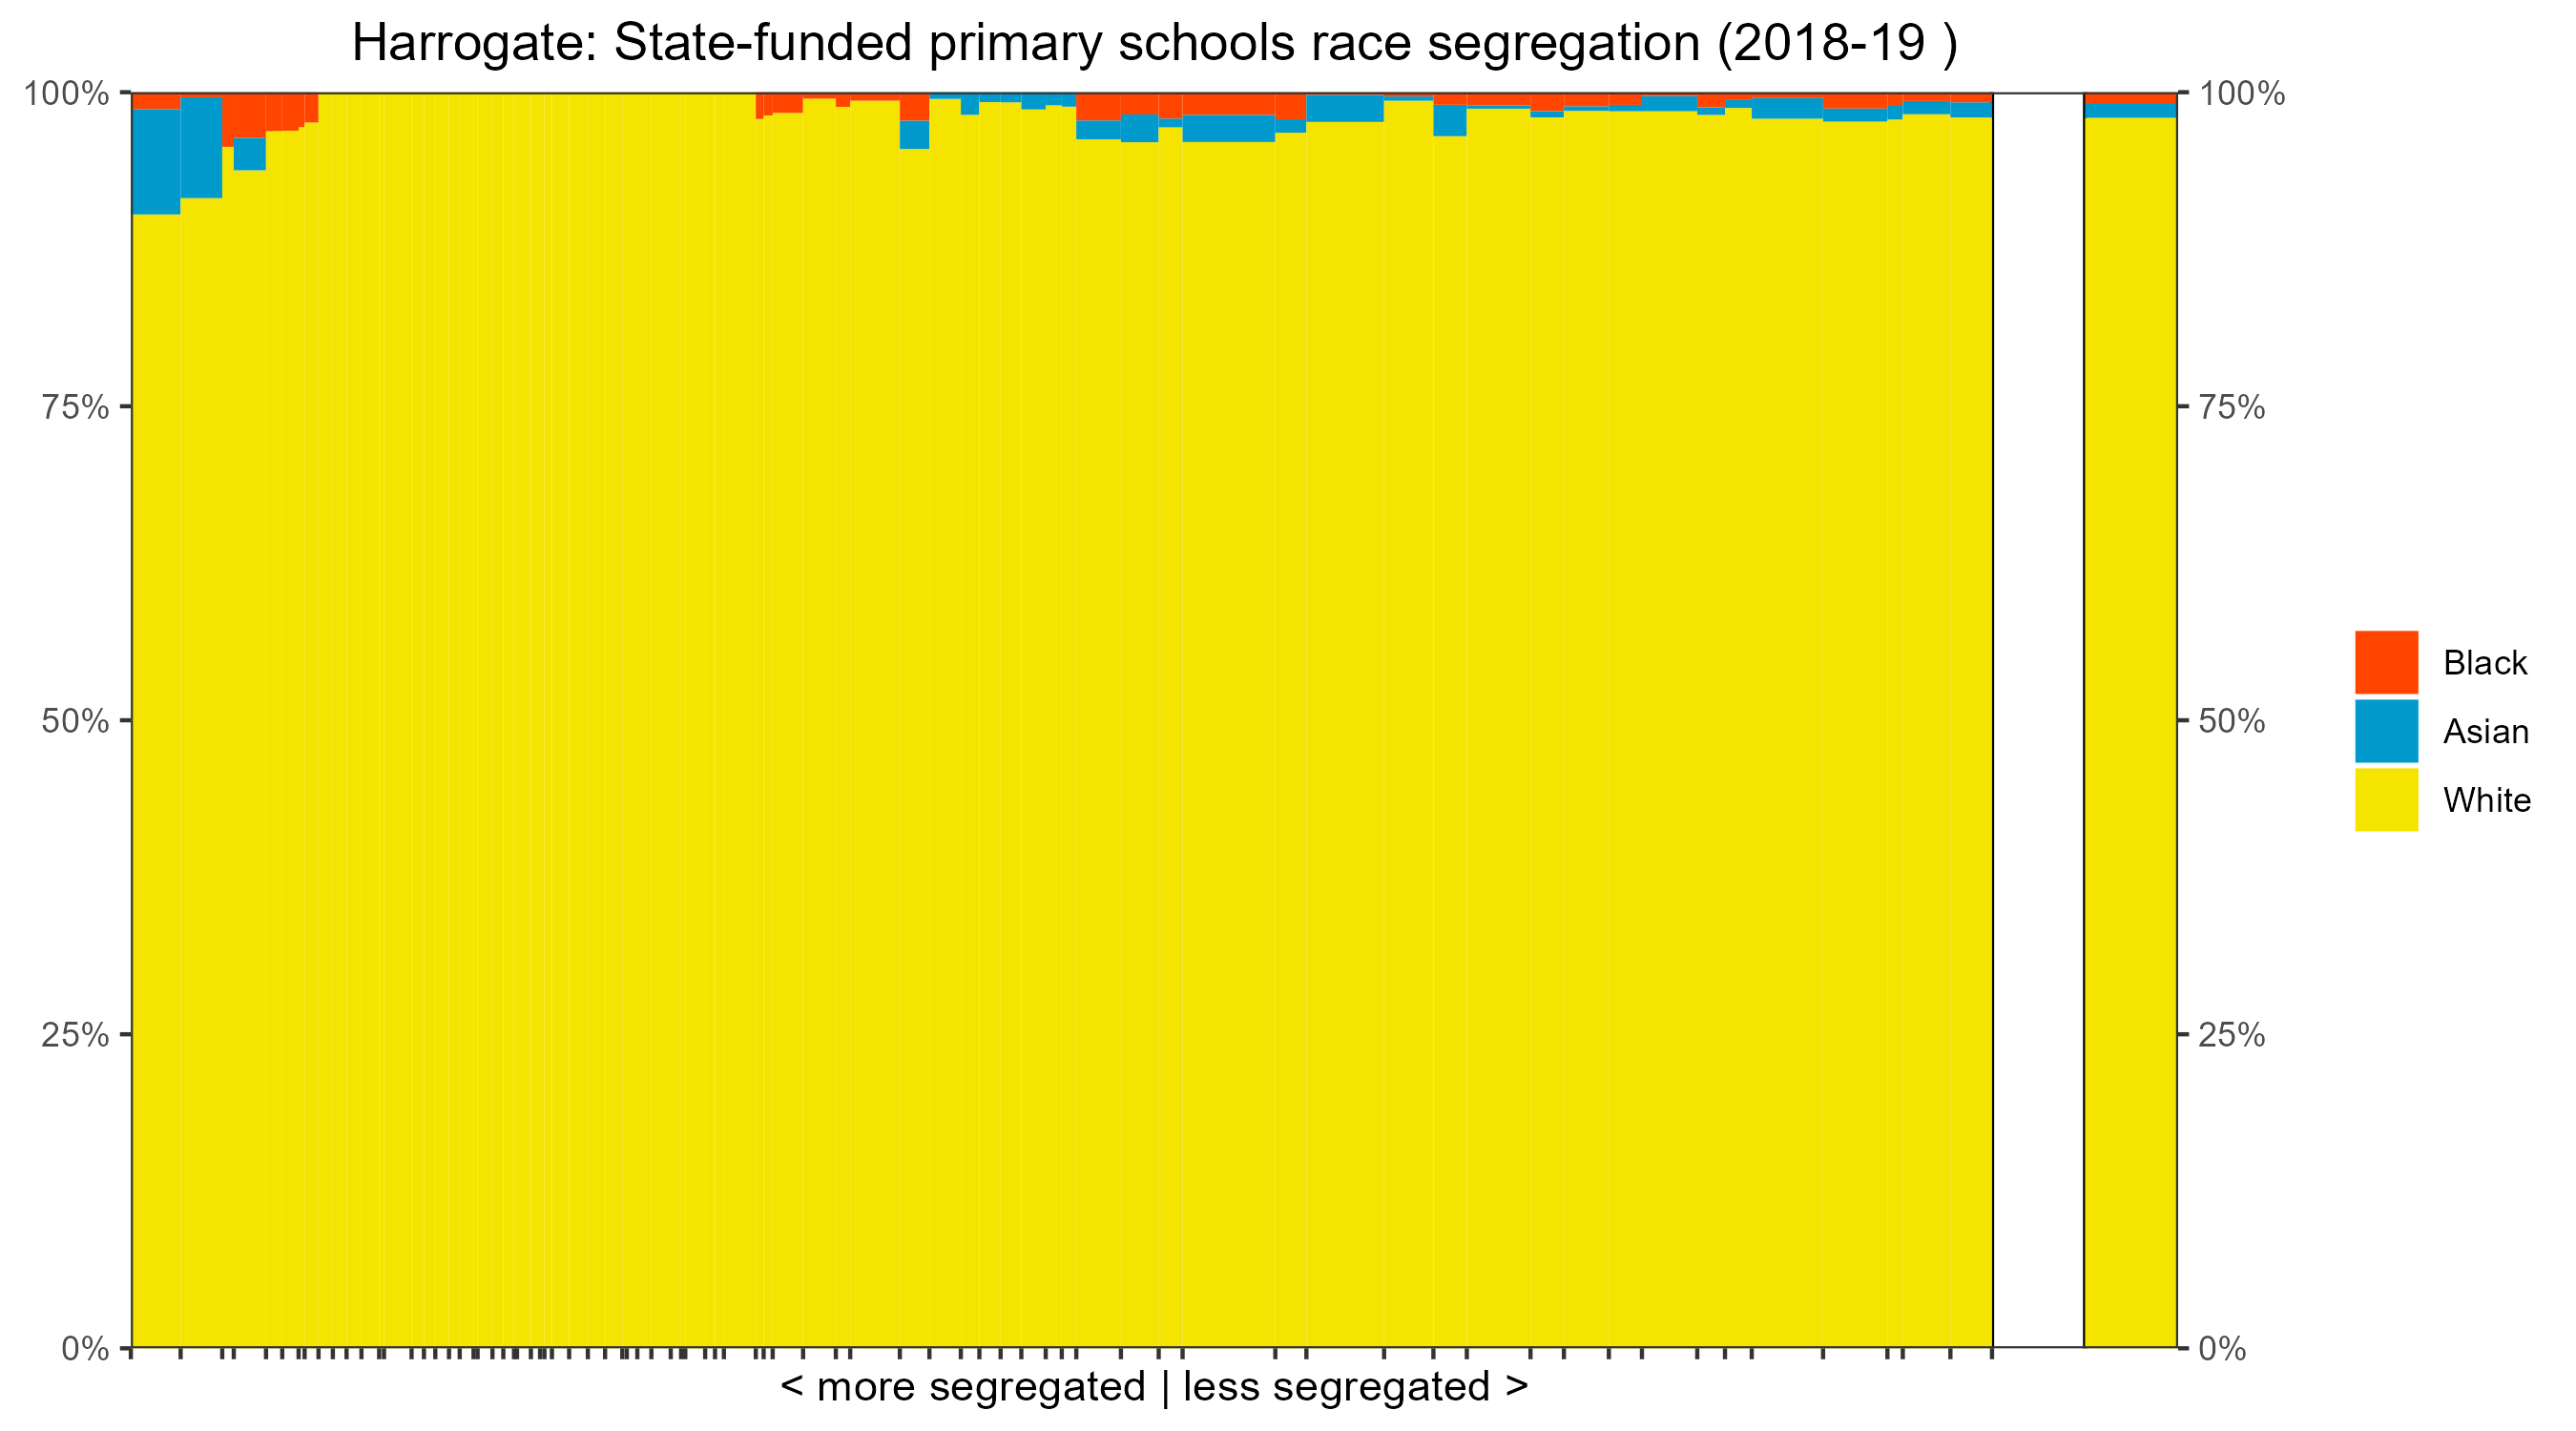 Harrogate: State-funded primary schools race segregation (2018-19 )
100%
75%
50%
25%
0%
100%
75%
50%
25%
0%
Black
Asian
White
< more segregated | less segregated >